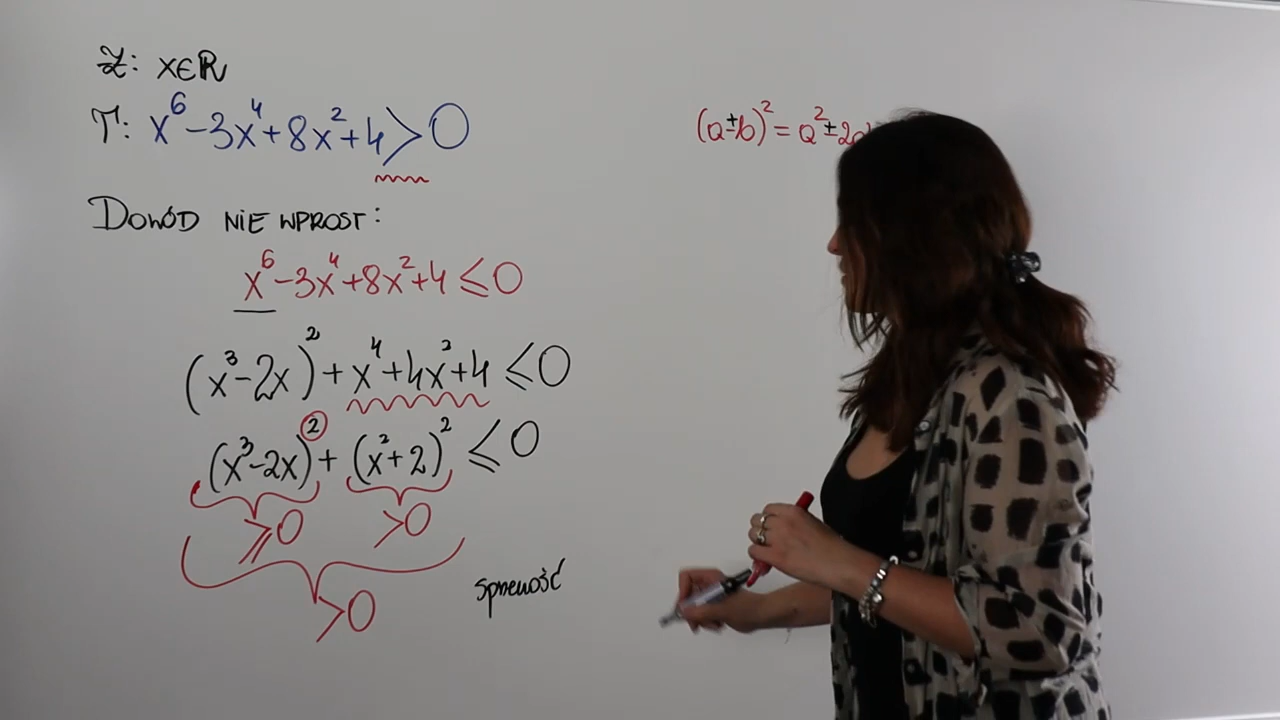 Z: x∈ℝ
T: x⁶-3x⁴+8x²+4>0
(a±b)²=a²±2a
DOWÓD NIE WPROST:
x⁶-3x⁴+8x²+4≤0
(x³-2x)²+x⁴+4x²+4≤0
(x³-2x)²+(x²+2)²≤0
≥0 >0
>0